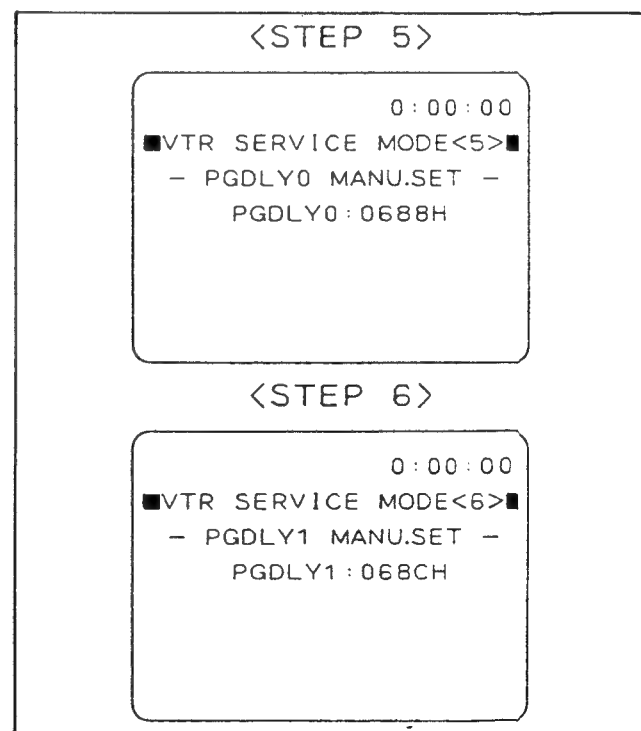 <STEP 5>
0:00:00
■VTR SERVICE MODE<5>■
- PGDLY0 MANU.SET -
PGDLY0:0688H
<STEP 6>
0:00:00
■VTR SERVICE MODE<6>■
- PGDLY1 MANU.SET -
PGDLY1:068CH